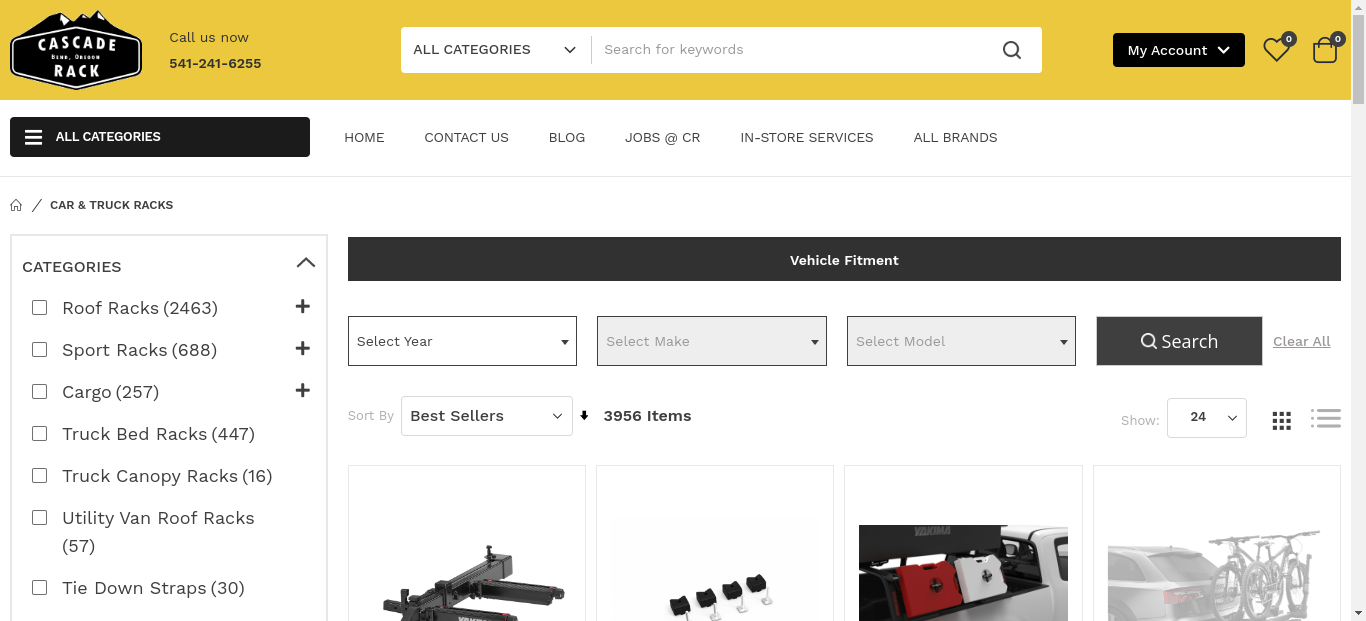 CASCADE
Bend, Oregon
RACK
Call us now
541-241-6255
ALL CATEGORIES
Search for keywords
My Account
0
0
ALL CATEGORIES
HOME
CONTACT US
BLOG
JOBS @ CR
IN-STORE SERVICES
ALL BRANDS
CAR & TRUCK RACKS
CATEGORIES
Roof Racks (2463)
Sport Racks (688)
Cargo (257)
Truck Bed Racks (447)
Truck Canopy Racks (16)
Utility Van Roof Racks
(57)
Tie Down Straps (30)
Vehicle Fitment
Select Year
Select Make
Select Model
Search
Clear All
Sort By
Best Sellers
3956 Items
Show:
24
YAKIMA
YAKIMA